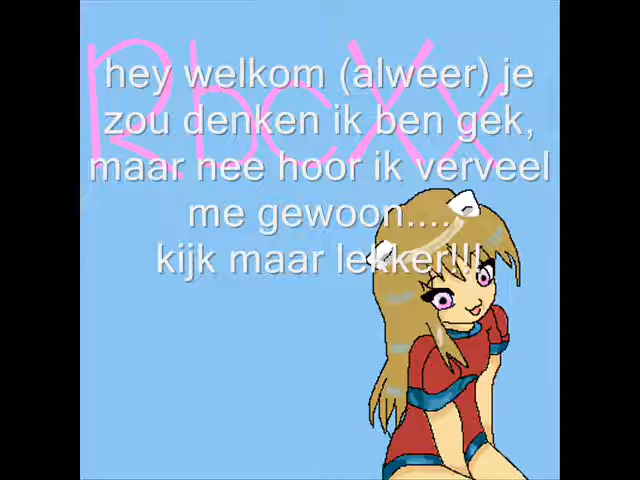 RbcXx
hey welkom (alweer) je
zou denken ik ben gek,
maar nee hoor ik verveel
me gewoon.....
kijk maar lekker!!!